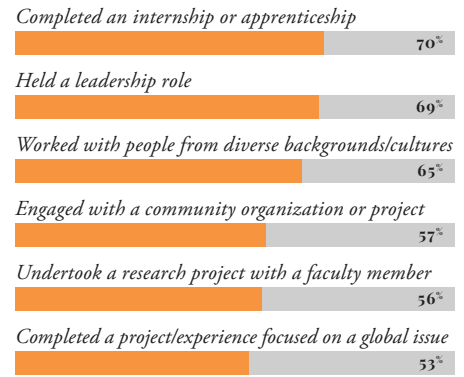 Completed an internship or apprenticeship
70%
Held a leadership role
69%
Worked with people from diverse backgrounds/cultures
65%
Engaged with a community organization or project
57%
Undertook a research project with a faculty member
56%
Completed a project/experience focused on a global issue
53%